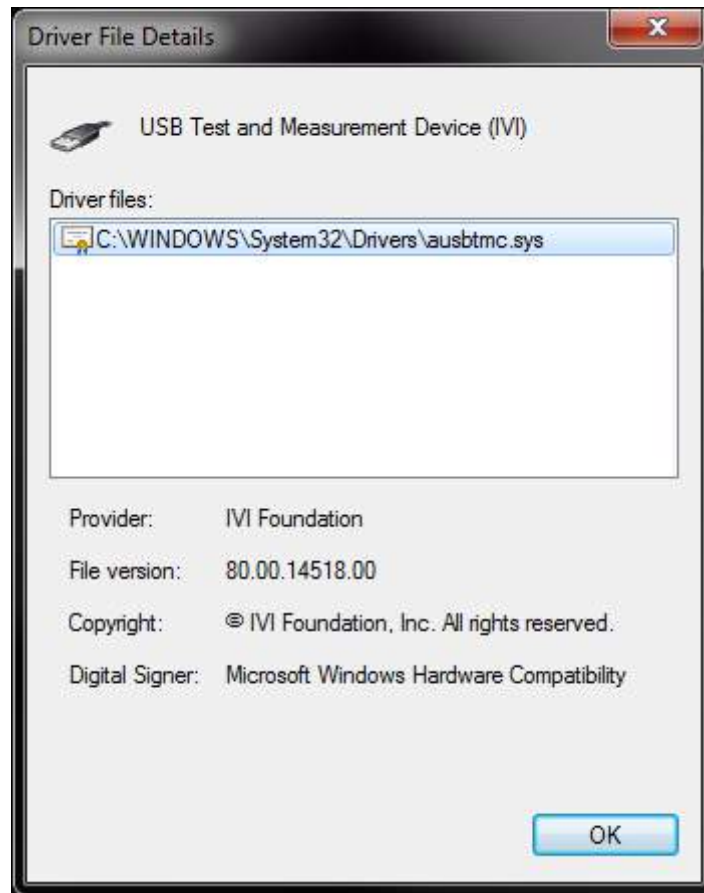 Driver File Details
USB Test and Measurement Device (IVI)
Driver files:
C:\WINDOWS\System32\Drivers\ausbtmc.sys
Provider: IVI Foundation
File version: 80.00.14518.00
Copyright: © IVI Foundation, Inc. All rights reserved.
Digital Signer: Microsoft Windows Hardware Compatibility
OK